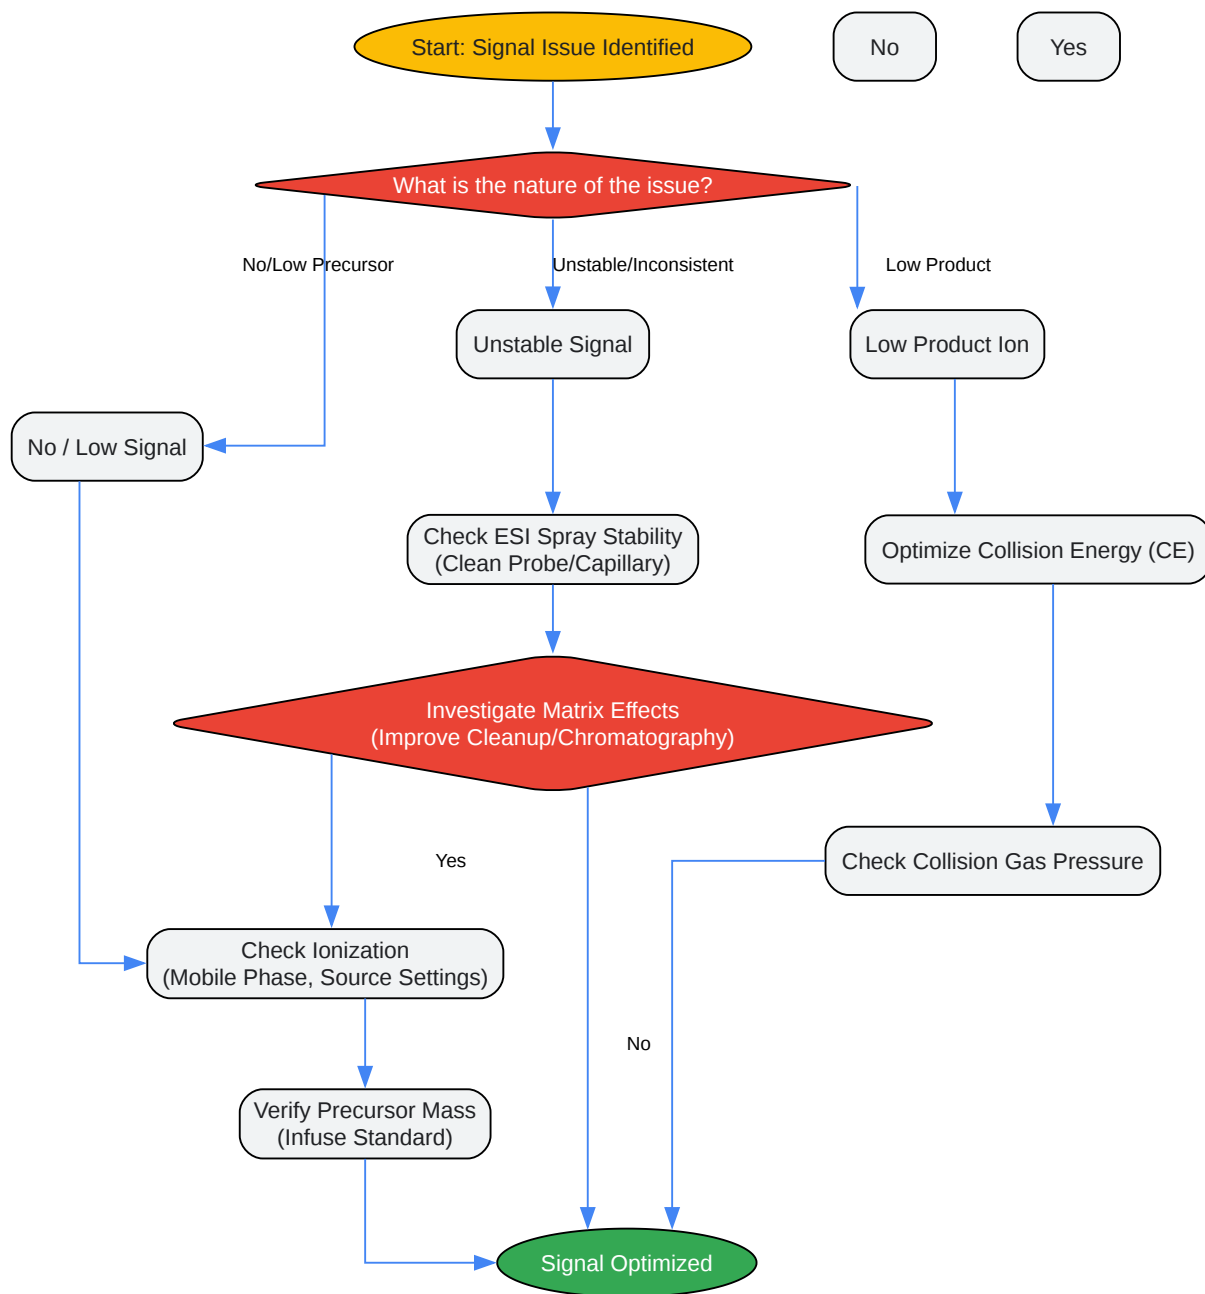 Start: Signal Issue Identified
No
Yes
What is the nature of the issue?
No/Low Precursor
Unstable/Inconsistent
Low Product
Unstable Signal
Low Product Ion
No / Low Signal
Check ESI Spray Stability
(Clean Probe/Capillary)
Optimize Collision Energy (CE)
Investigate Matrix Effects
(Improve Cleanup/Chromatography)
Yes
Check Collision Gas Pressure
Check Ionization
(Mobile Phase, Source Settings)
No
Verify Precursor Mass
(Infuse Standard)
Signal Optimized